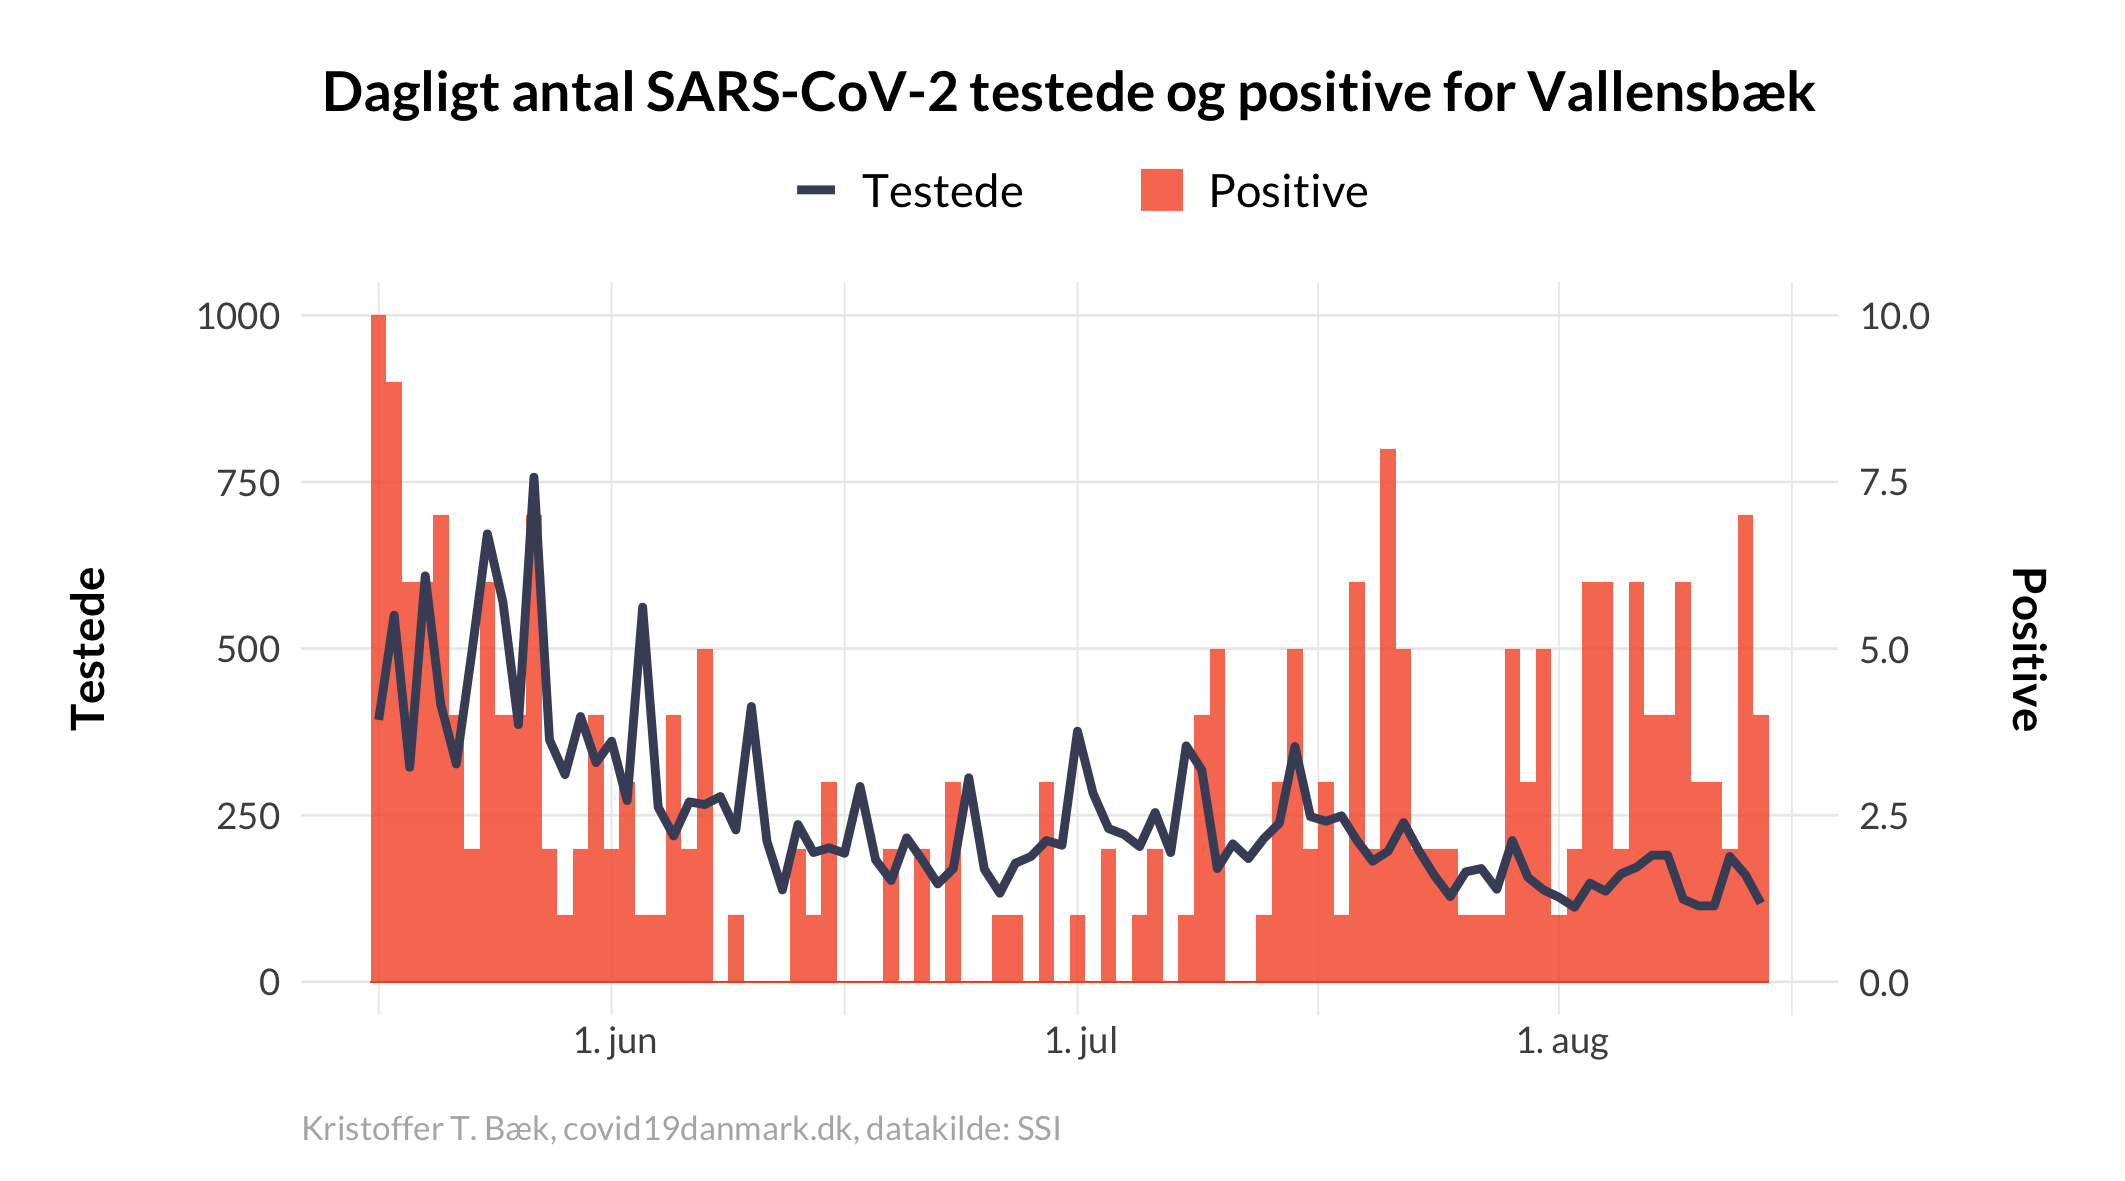 Dagligt antal SARS-CoV-2 testede og positive for Vallensbæk
Testede
Positive
1000
750
500
250
0
10.0
7.5
5.0
2.5
0.0
Testede
Positive
1. jun
1. jul
1. aug
Kristoffer T. Bæk, covid19danmark.dk, datakilde: SSI